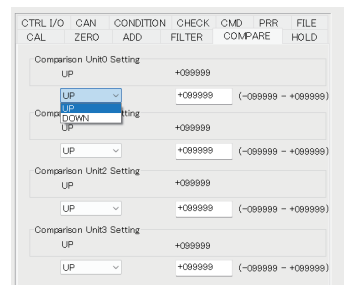 CTRL I/O CAN CONDITION CHECK CMD PRR FILE
CAL ZERO ADD FILTER COMPARE HOLD
Comparison Unit0 Setting
UP +099999
UP +099999 (-099999 - +099999)
UP
DOWN
Compa tting
UP +099999
UP +099999 (-099999 - +099999)
Comparison Unit2 Setting
UP +099999
UP +099999 (-099999 - +099999)
Comparison Unit3 Setting
UP +099999
UP +099999 (-099999 - +099999)